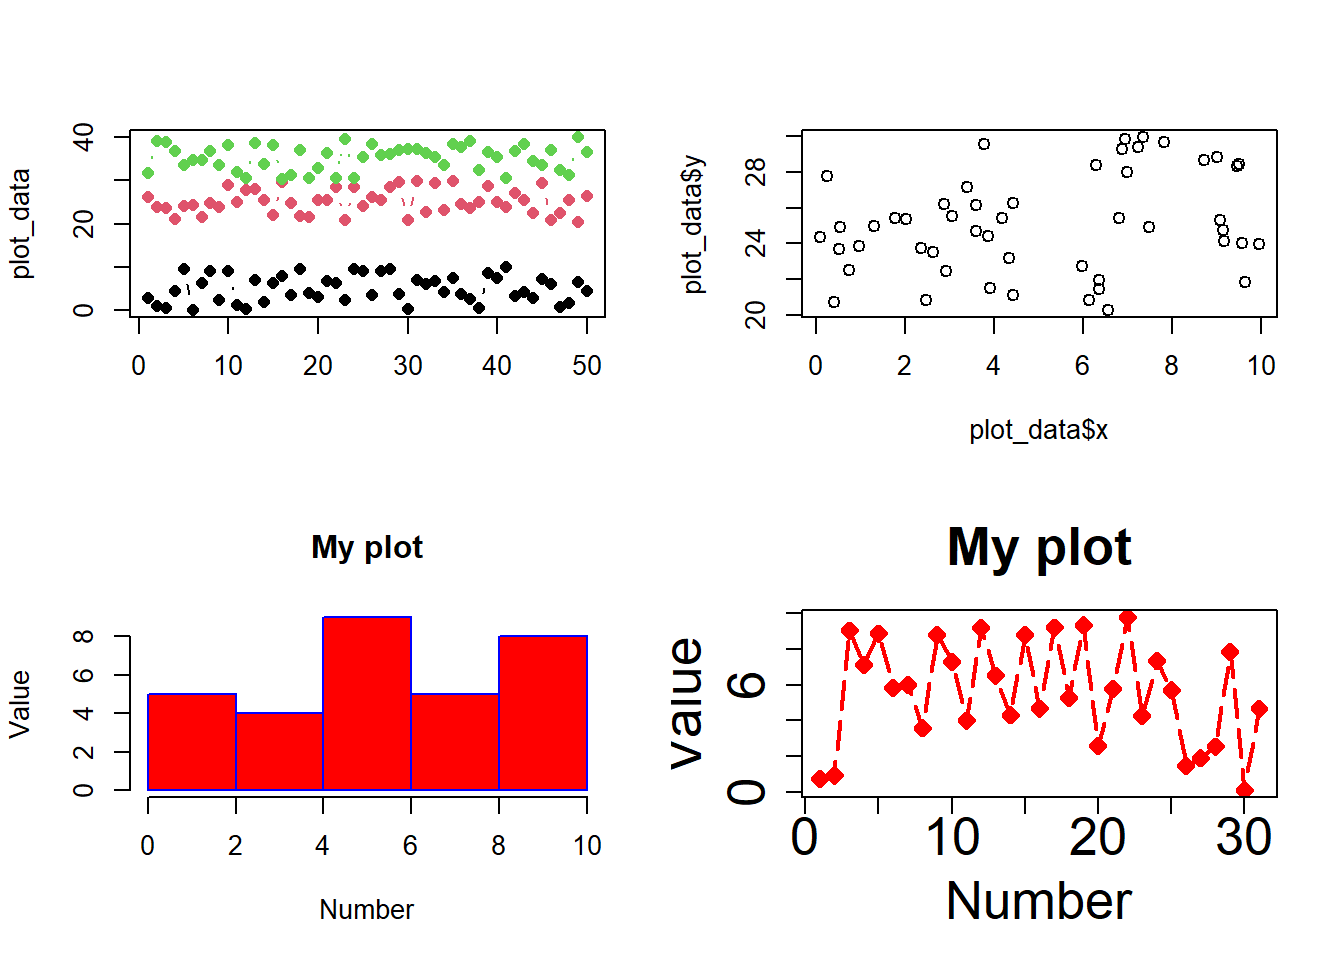 plot_data
0 20 40
0 10 20 30 40 50
plot_data$y
20 24 28
0 2 4 6 8 10
plot_data$x
My plot
Value
0 2 4 6 8
0 2 4 6 8 10
Number
My plot
value
0 6
0 10 20 30
Number